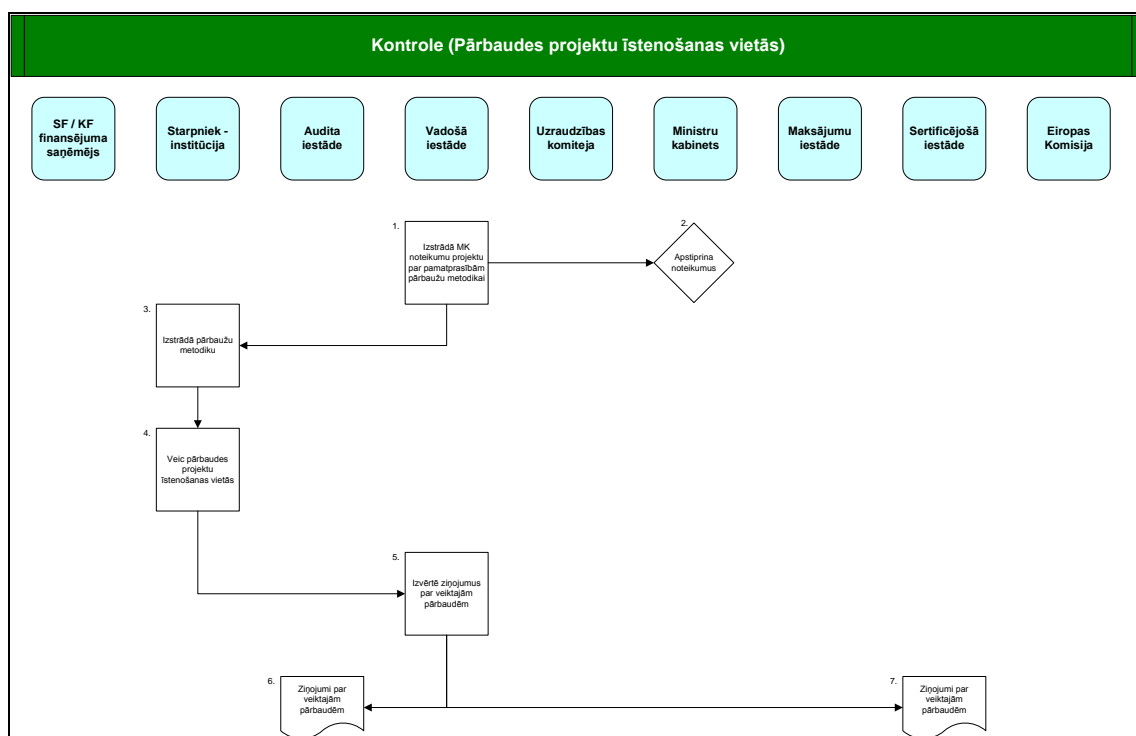 Kontrole (Pārbaudes projektu īstenošanas vietās)
SF / KF
finansējuma
saņēmējs
Starpniek -
institūcija
Audita
iestāde
Vadošā
iestāde
Uzraudzības
komiteja
Ministru
kabinets
Maksājumu
iestāde
Sertificējošā
iestāde
Eiropas
Komisija
1.
Izstrādā MK
noteikumu projektu
par pamatprasībām
pārbaužu metodikai
2.
Apstiprina
noteikumus
3.
Izstrādā pārbaužu
metodiku
4.
Veic pārbaudes
projektu
īstenošanas vietās
5.
Izvērtē ziņojumus
par veiktajām
pārbaudēm
6.
Ziņojumi par
veiktajām
pārbaudēm
7.
Ziņojumi par
veiktajām
pārbaudēm